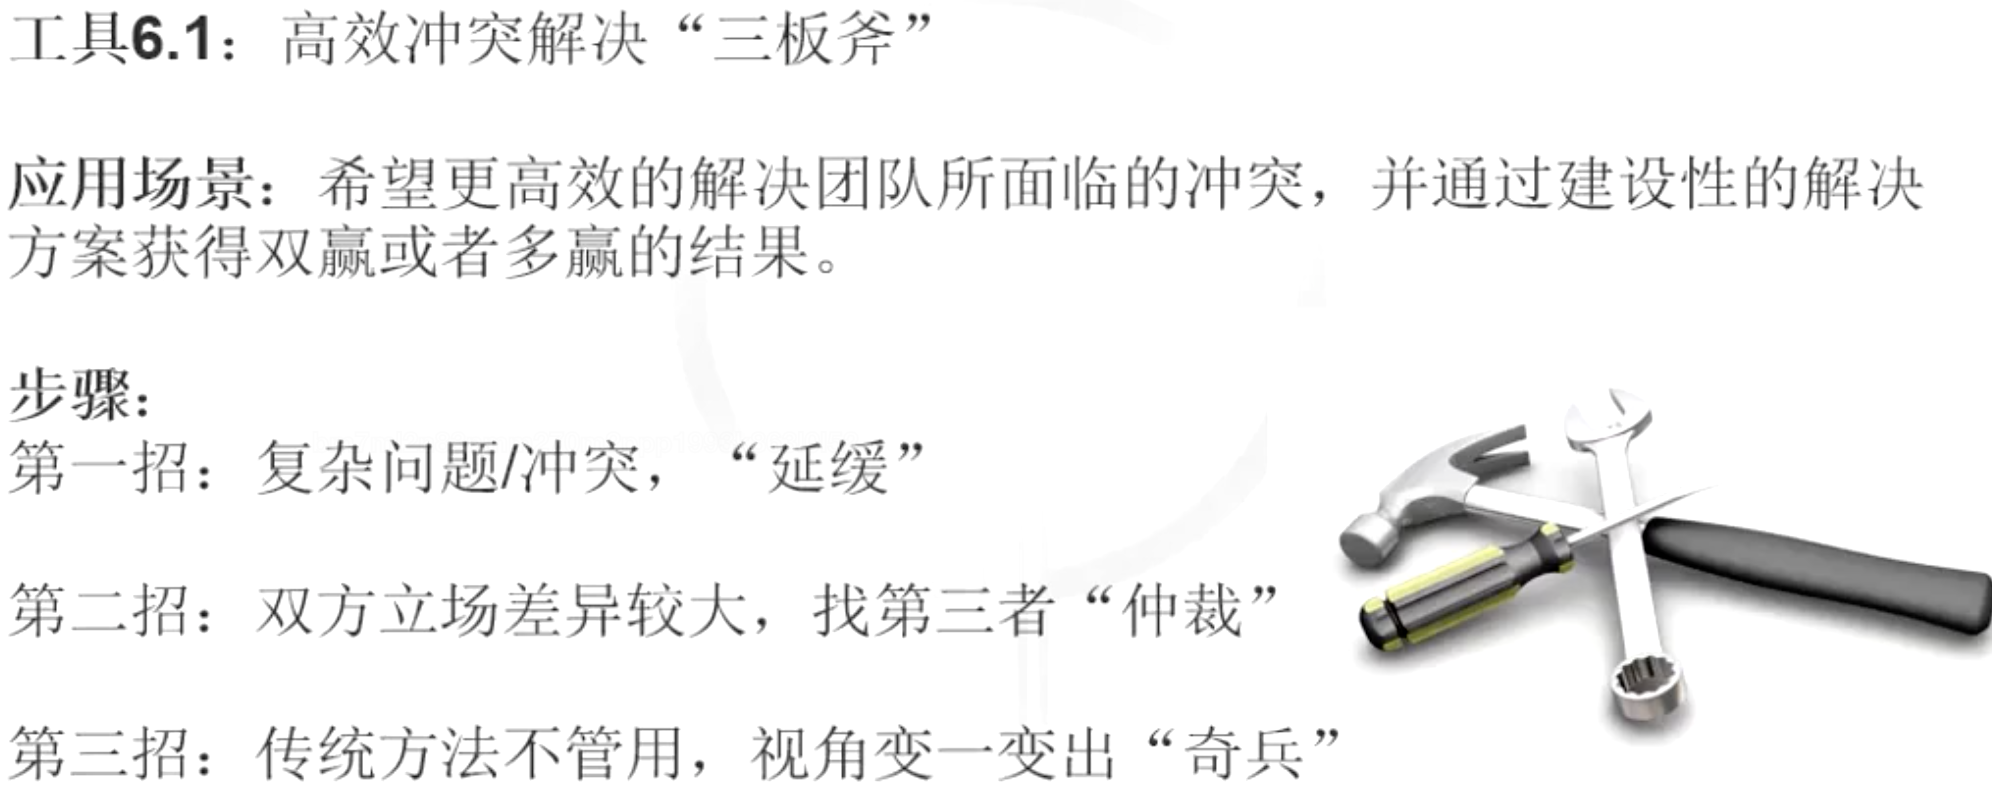 工具6.1：高效冲突解决“三板斧”
应用场景：希望更高效的解决团队所面临的冲突，并通过建设性的解决
方案获得双赢或者多赢的结果。
步骤：
第一招：复杂问题/冲突，“延缓”
第二招：双方立场差异较大，找第三者“仲裁”
第三招：传统方法不管用，视角变一变出“奇兵”